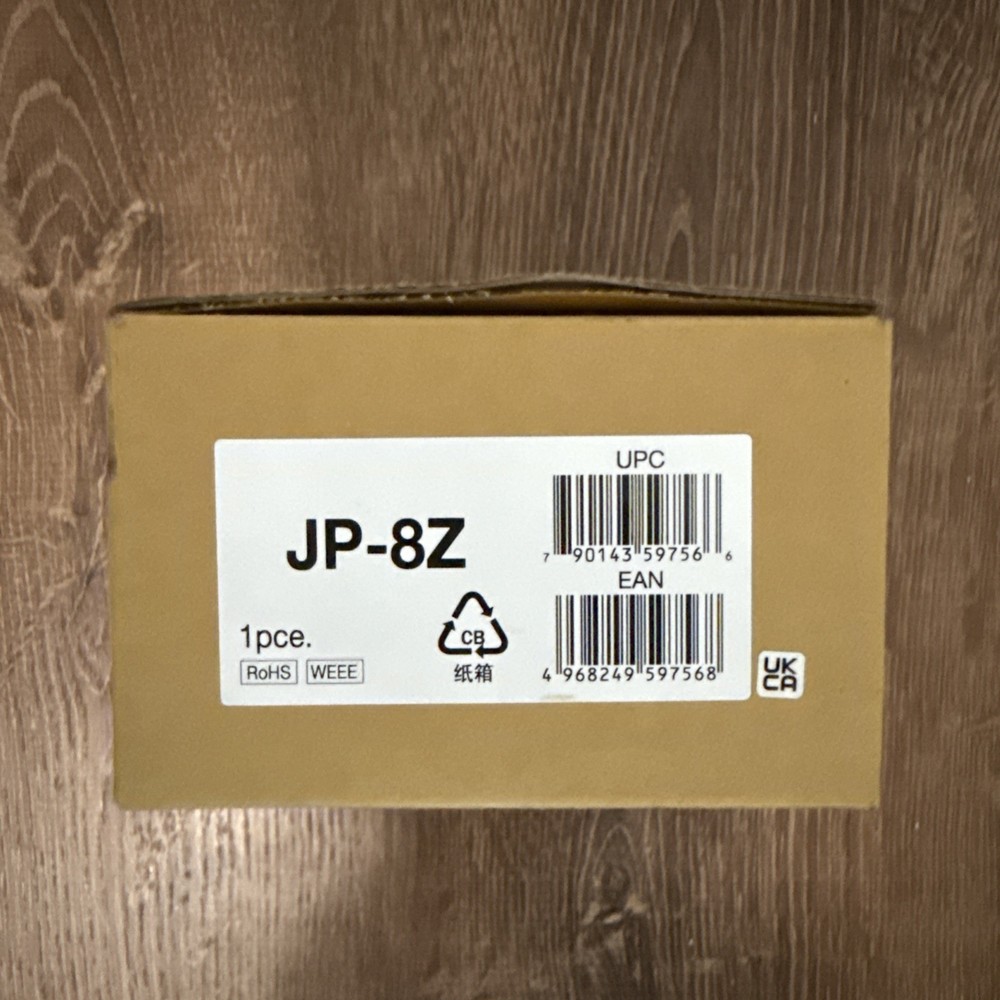 JP-8Z
1pce.
RoHS WEEE
CB
纸箱
UPC
7 90143 59756 6
EAN
4 968249 597568
UK
CA